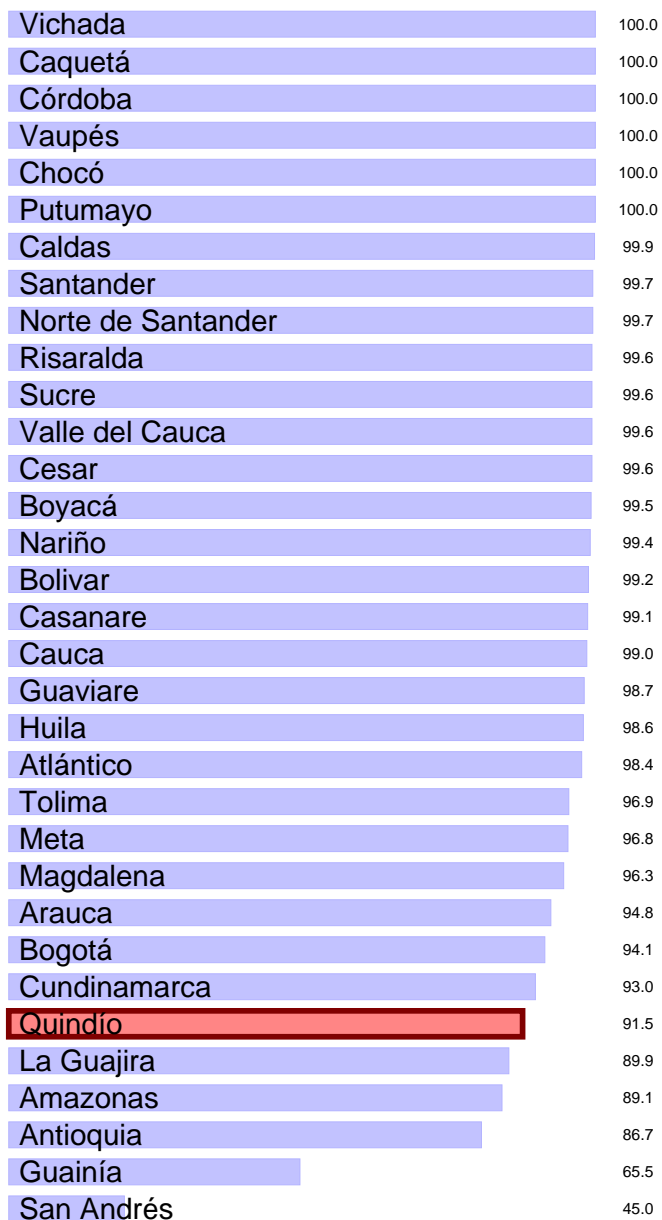 Vichada 100.0
Caquetá 100.0
Córdoba 100.0
Vaupés 100.0
Chocó 100.0
Putumayo 100.0
Caldas 99.9
Santander 99.7
Norte de Santander 99.7
Risaralda 99.6
Sucre 99.6
Valle del Cauca 99.6
Cesar 99.6
Boyacá 99.5
Nariño 99.4
Bolivar 99.2
Casanare 99.1
Cauca 99.0
Guaviare 98.7
Huila 98.6
Atlántico 98.4
Tolima 96.9
Meta 96.8
Magdalena 96.3
Arauca 94.8
Bogotá 94.1
Cundinamarca 93.0
Quindío 91.5
La Guajira 89.9
Amazonas 89.1
Antioquia 86.7
Guainía 65.5
San Andrés 45.0